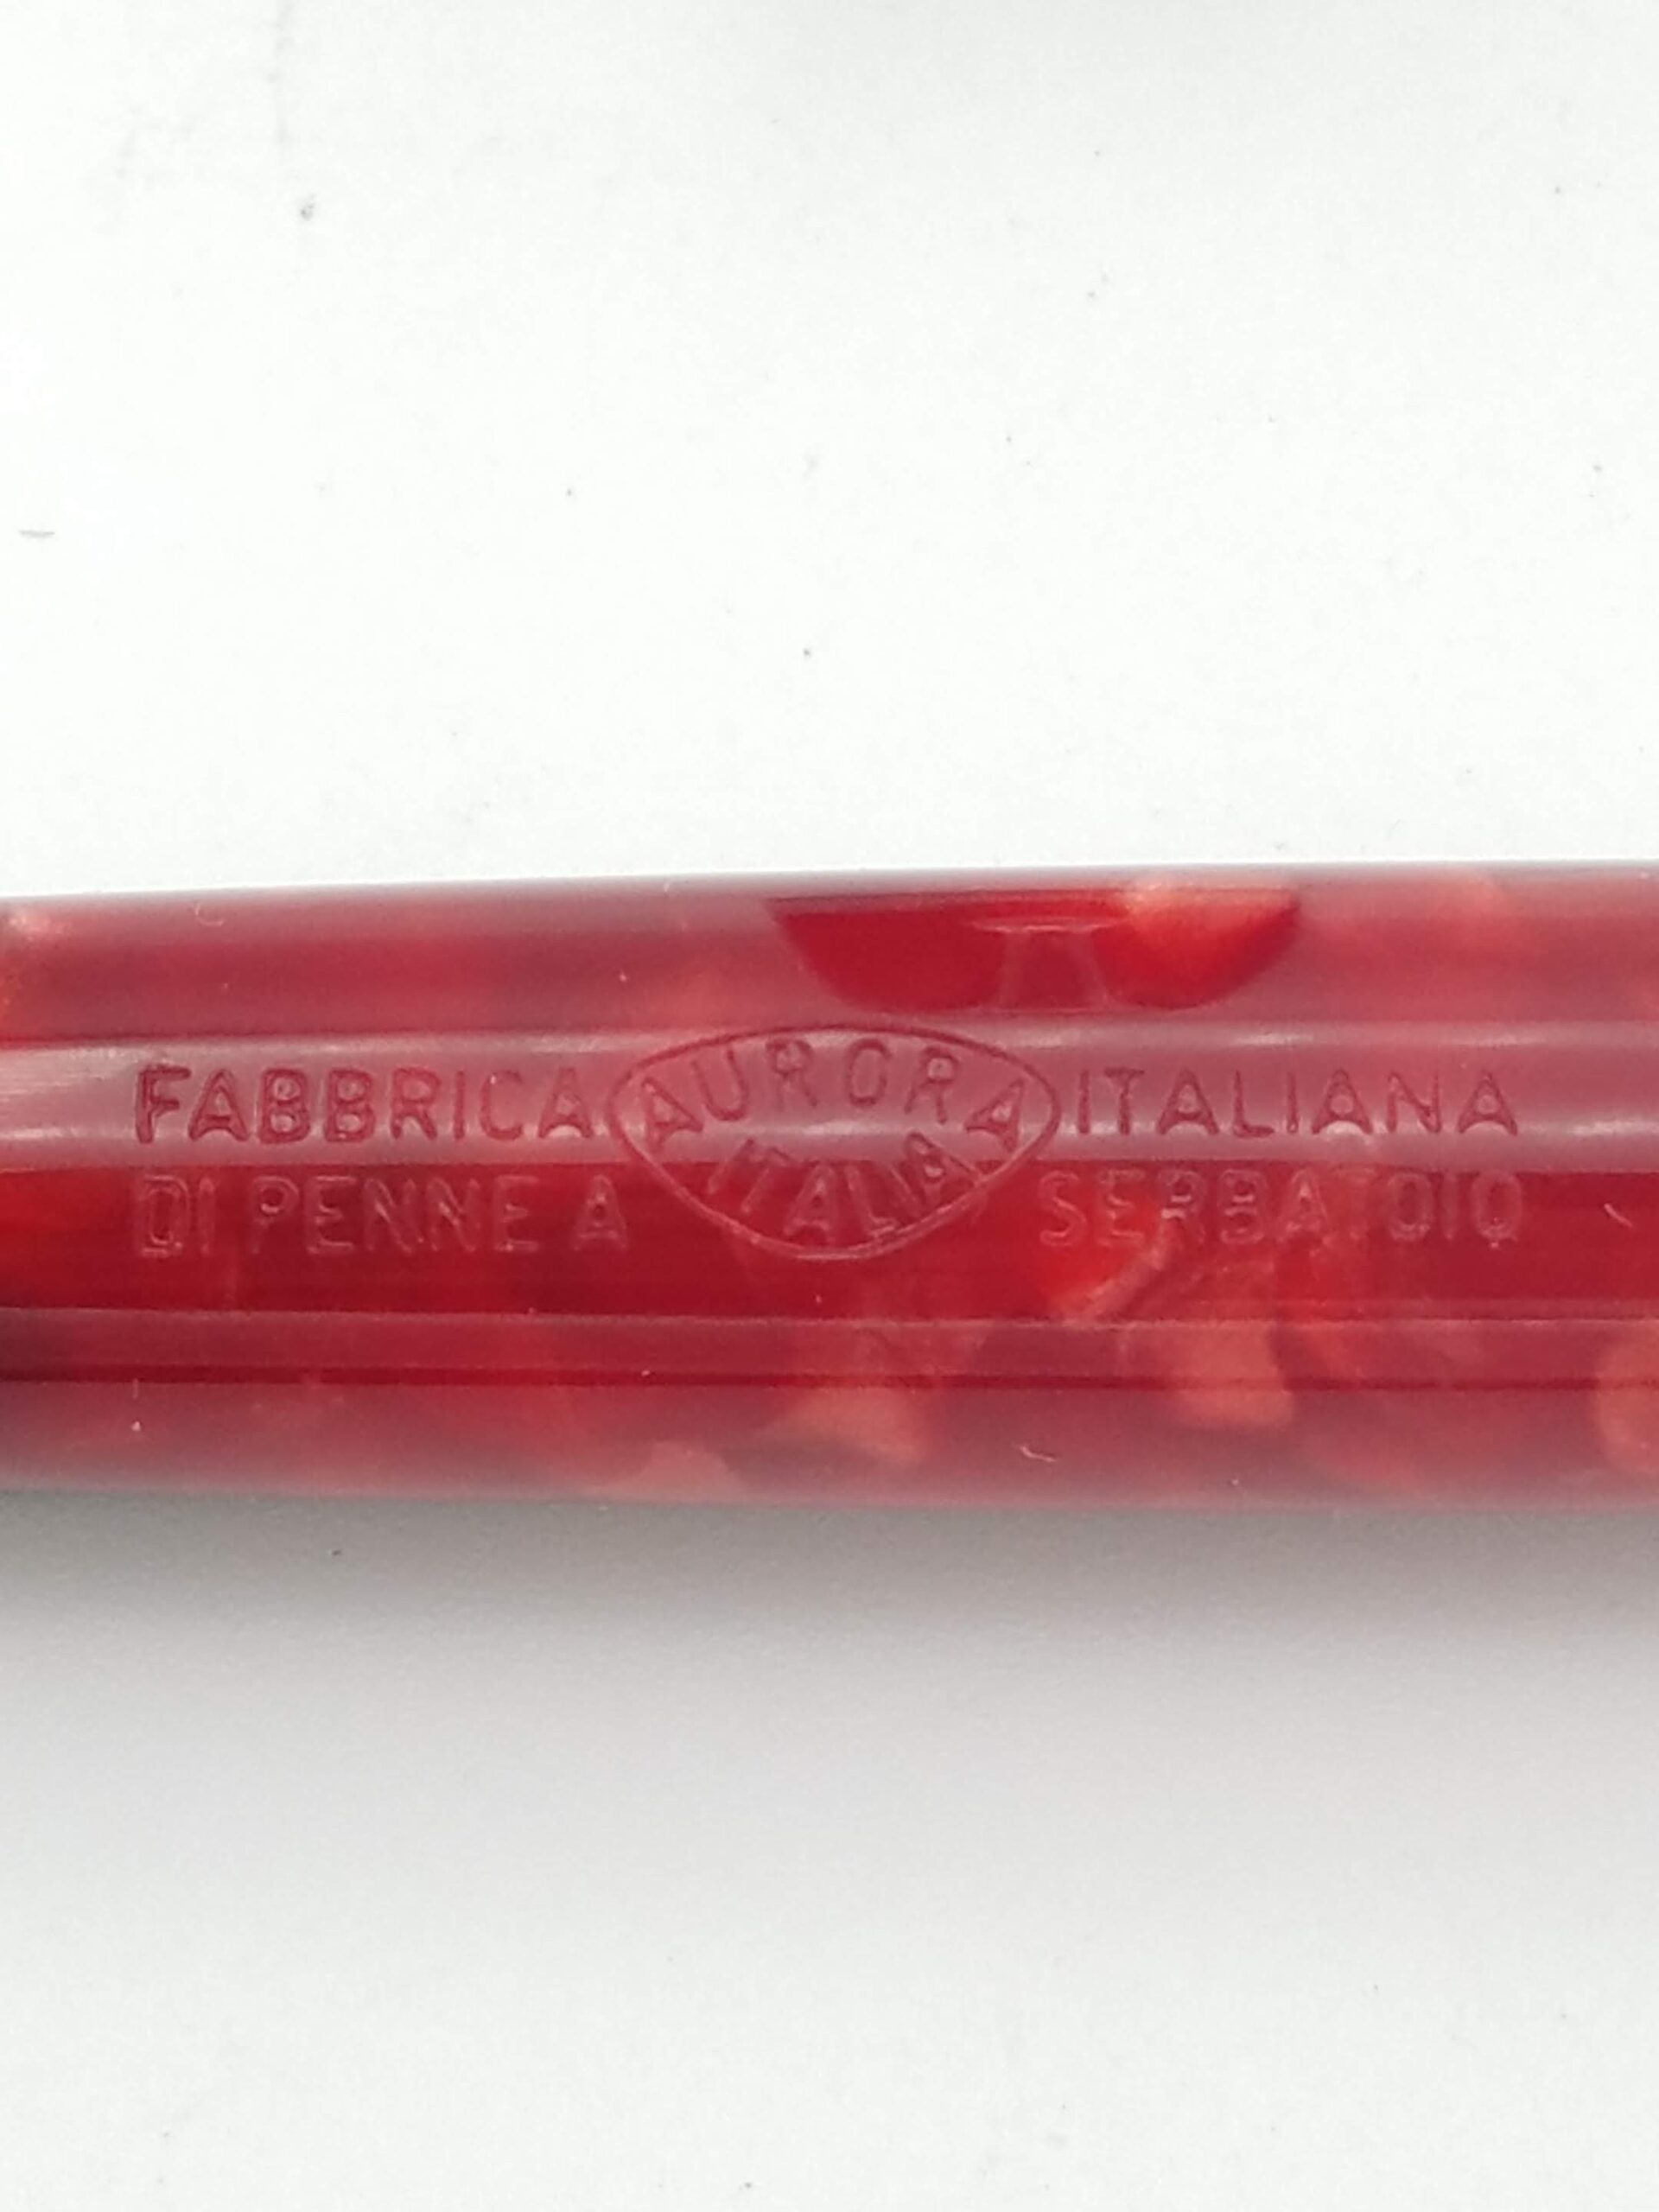 FABBRICA AURORA ITALIANA
ITALIA
DI PENNE A SERBATOIO